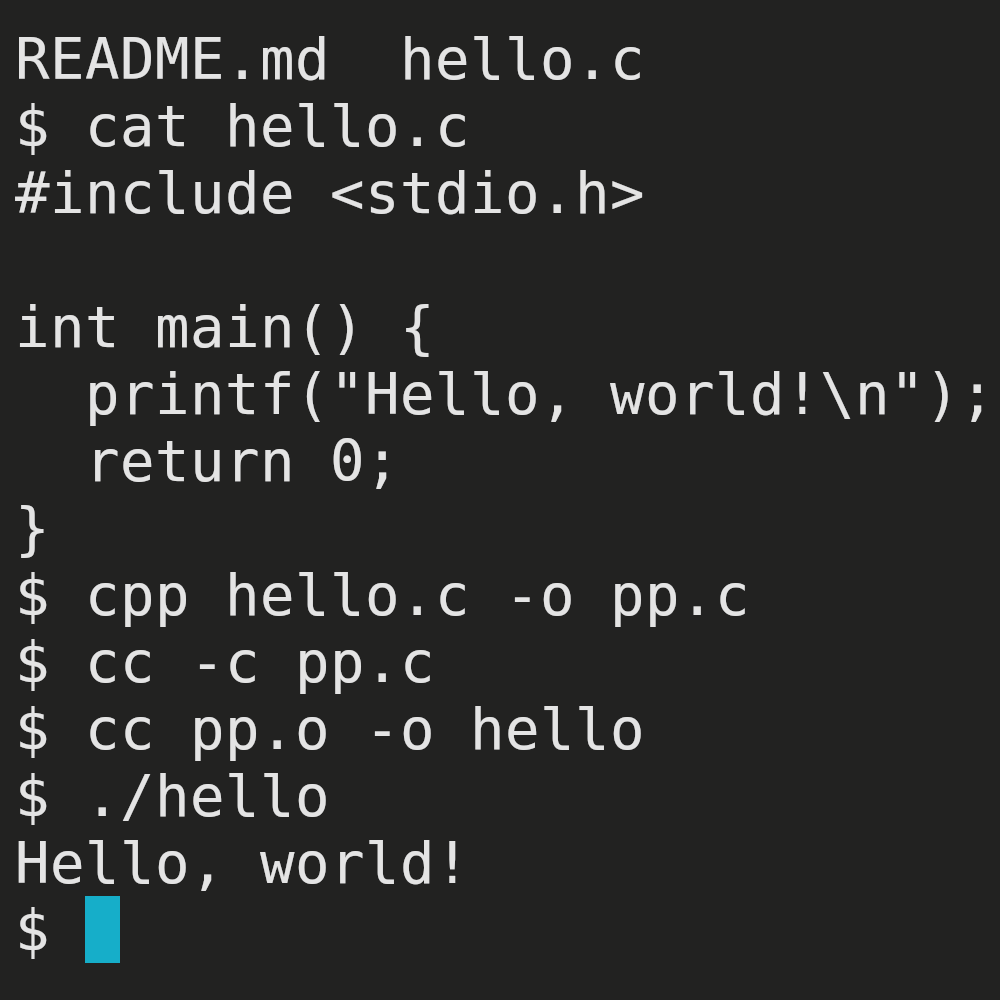 README.md  hello.c
$ cat hello.c
#include <stdio.h>

int main() {
  printf("Hello, world!\n");
  return 0;
}
$ cpp hello.c -o pp.c
$ cc -c pp.c
$ cc pp.o -o hello
$ ./hello
Hello, world!
$